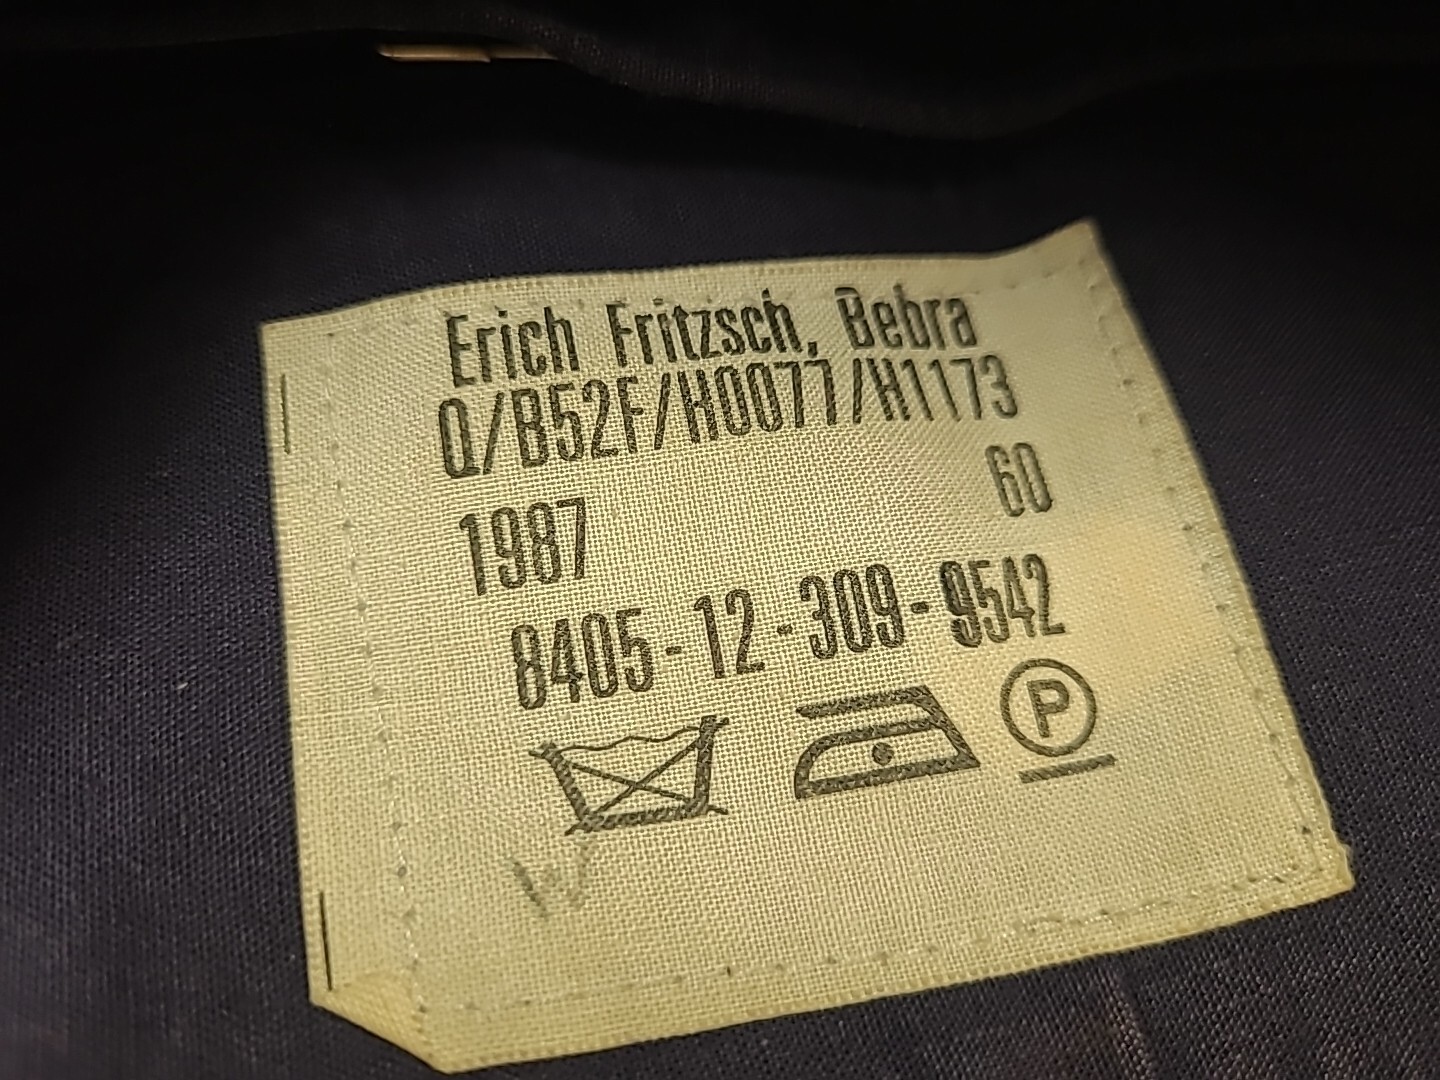 Erich Fritzsch, Bebra
Q/B52F/H0077/H1173
60
1987
8405-12-309-9542
P
W